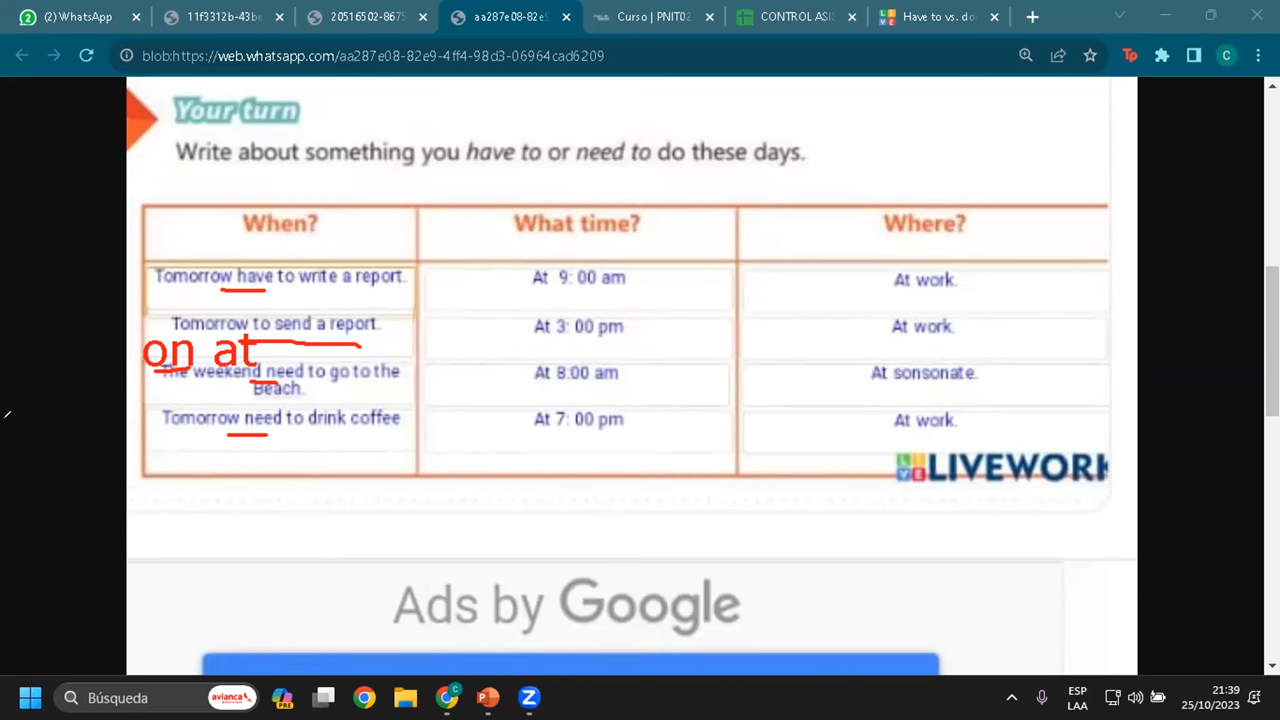 (2) WhatsApp
11f3312b-43be
20516502-8675
aa287e08-82e9
Curso | PNIT02
CONTROL ASI
Have to vs. do
blob:https://web.whatsapp.com/aa287e08-82e9-4ff4-98d3-06964cad6209
Your turn
Write about something you have to or need to do these days.
When? What time? Where?
Tomorrow have to write a report. At 9: 00 am At work.
Tomorrow to send a report. At 3: 00 pm At work.
on at
The weekend need to go to the Beach. At 8:00 am At sonsonate.
Tomorrow need to drink coffee At 7: 00 pm At work.
LIVEWORK
Ads by Google
Búsqueda
avianca
PRE
ESP
LAA
21:39
25/10/2023